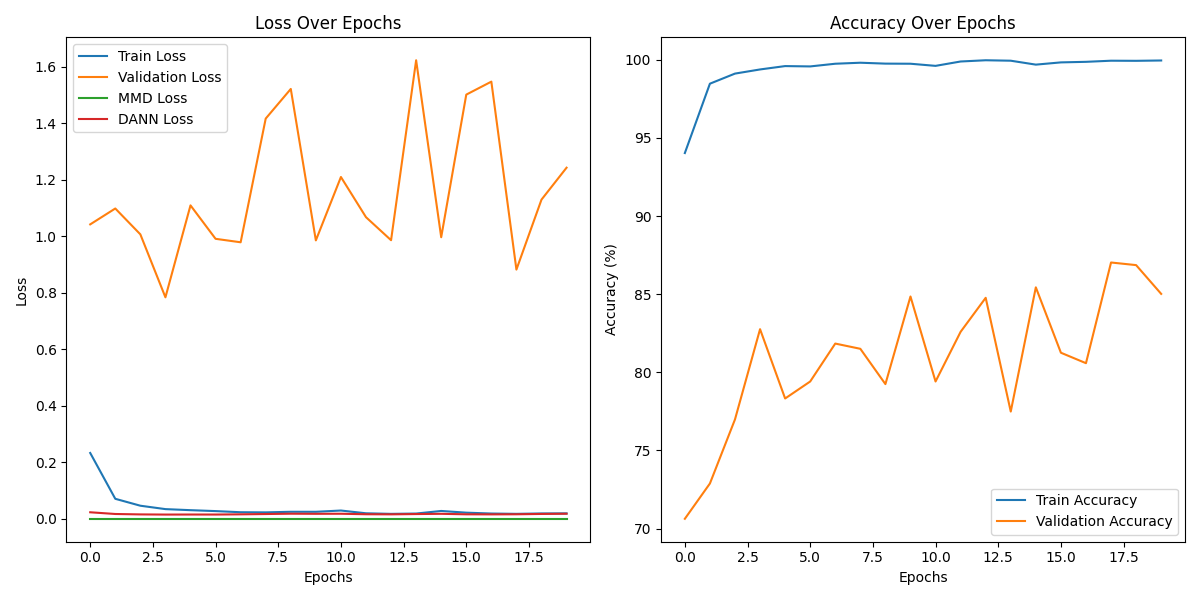 Loss Over Epochs
Train Loss
Validation Loss
MMD Loss
DANN Loss
1.6
1.4
1.2
1.0
0.8
0.6
0.4
0.2
0.0
Loss
0.0 2.5 5.0 7.5 10.0 12.5 15.0 17.5
Epochs
Accuracy Over Epochs
100
95
90
85
80
75
70
Accuracy (%)
Train Accuracy
Validation Accuracy
0.0 2.5 5.0 7.5 10.0 12.5 15.0 17.5
Epochs